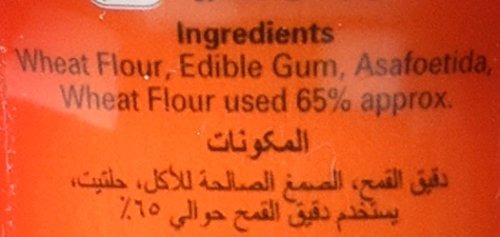 Ingredients
Wheat Flour, Edible Gum, Asafoetida,
Wheat Flour used 65% approx.
المكونات
دقيق القمح، الصمغ الصالحة للأكل، حلتيت،
يستخدم دقيق القمح حوالي ٦٥٪